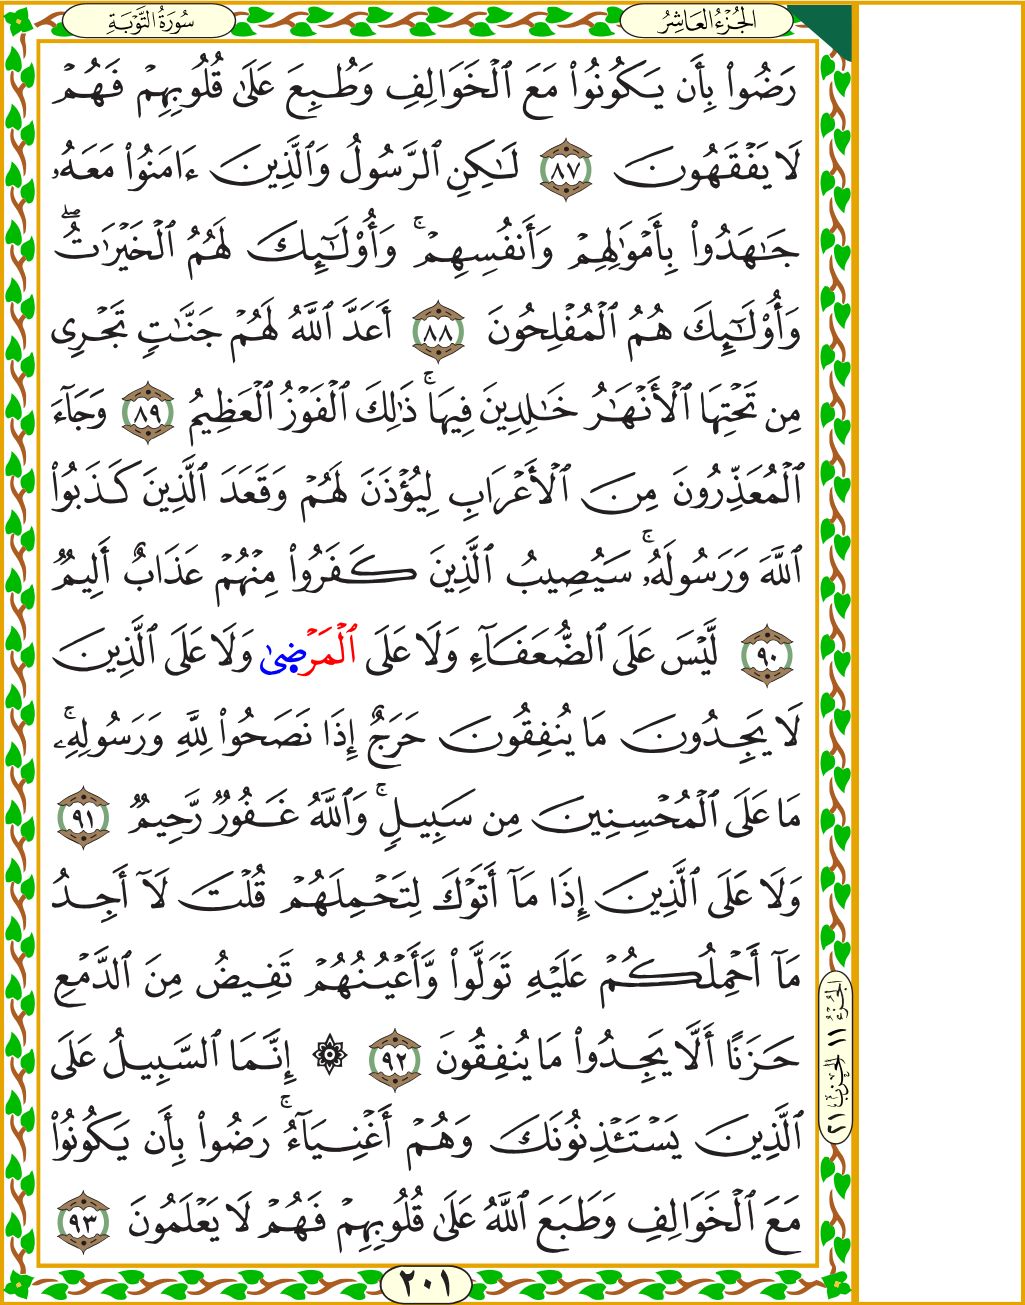 سُورَةُ التَّوْبَةِ
الجُزْءُ العَاشِرُ
رَضُوا۟ بِأَن يَكُونُوا۟ مَعَ ٱلْخَوَالِفِ وَطُبِعَ عَلَىٰ قُلُوبِهِمْ فَهُمْ
لَا يَفْقَهُونَ ٨٧ لَـٰكِنِ ٱلرَّسُولُ وَٱلَّذِينَ ءَامَنُوا۟ مَعَهُۥ
جَـٰهَدُوا۟ بِأَمْوَٰلِهِمْ وَأَنفُسِهِمْ ۚ وَأُو۟لَـٰٓئِكَ لَهُمُ ٱلْخَيْرَٰتُ ۖ
وَأُو۟لَـٰٓئِكَ هُمُ ٱلْمُفْلِحُونَ ٨٨ أَعَدَّ ٱللَّهُ لَهُمْ جَنَّـٰتٍ تَجْرِى
مِن تَحْتِهَا ٱلْأَنْهَـٰرُ خَـٰلِدِينَ فِيهَا ۚ ذَٰلِكَ ٱلْفَوْزُ ٱلْعَظِيمُ ٨٩ وَجَآءَ
ٱلْمُعَذِّرُونَ مِنَ ٱلْأَعْرَابِ لِيُؤْذَنَ لَهُمْ وَقَعَدَ ٱلَّذِينَ كَذَبُوا۟
ٱللَّهَ وَرَسُولَهُۥ ۚ سَيُصِيبُ ٱلَّذِينَ كَفَرُوا۟ مِنْهُمْ عَذَابٌ أَلِيمٌ
٩٠ لَّيْسَ عَلَى ٱلضُّعَفَآءِ وَلَا عَلَى ٱلْمَرْضَىٰ وَلَا عَلَى ٱلَّذِينَ
لَا يَجِدُونَ مَا يُنفِقُونَ حَرَجٌ إِذَا نَصَحُوا۟ لِلَّهِ وَرَسُولِهِۦ ۚ
مَا عَلَى ٱلْمُحْسِنِينَ مِن سَبِيلٍ ۚ وَٱللَّهُ غَفُورٌ رَّحِيمٌ ٩١
وَلَا عَلَى ٱلَّذِينَ إِذَا مَآ أَتَوْكَ لِتَحْمِلَهُمْ قُلْتَ لَآ أَجِدُ
مَآ أَحْمِلُكُمْ عَلَيْهِ تَوَلَّوا۟ وَّأَعْيُنُهُمْ تَفِيضُ مِنَ ٱلدَّمْعِ
حَزَنًا أَلَّا يَجِدُوا۟ مَا يُنفِقُونَ ٩٢ ۞ إِنَّمَا ٱلسَّبِيلُ عَلَى
ٱلَّذِينَ يَسْتَـْٔذِنُونَكَ وَهُمْ أَغْنِيَآءُ ۚ رَضُوا۟ بِأَن يَكُونُوا۟
مَعَ ٱلْخَوَالِفِ وَطَبَعَ ٱللَّهُ عَلَىٰ قُلُوبِهِمْ فَهُمْ لَا يَعْلَمُونَ ٩٣
الجُزْءُ ١١ الحِزْبُ ٢١
٢٠١